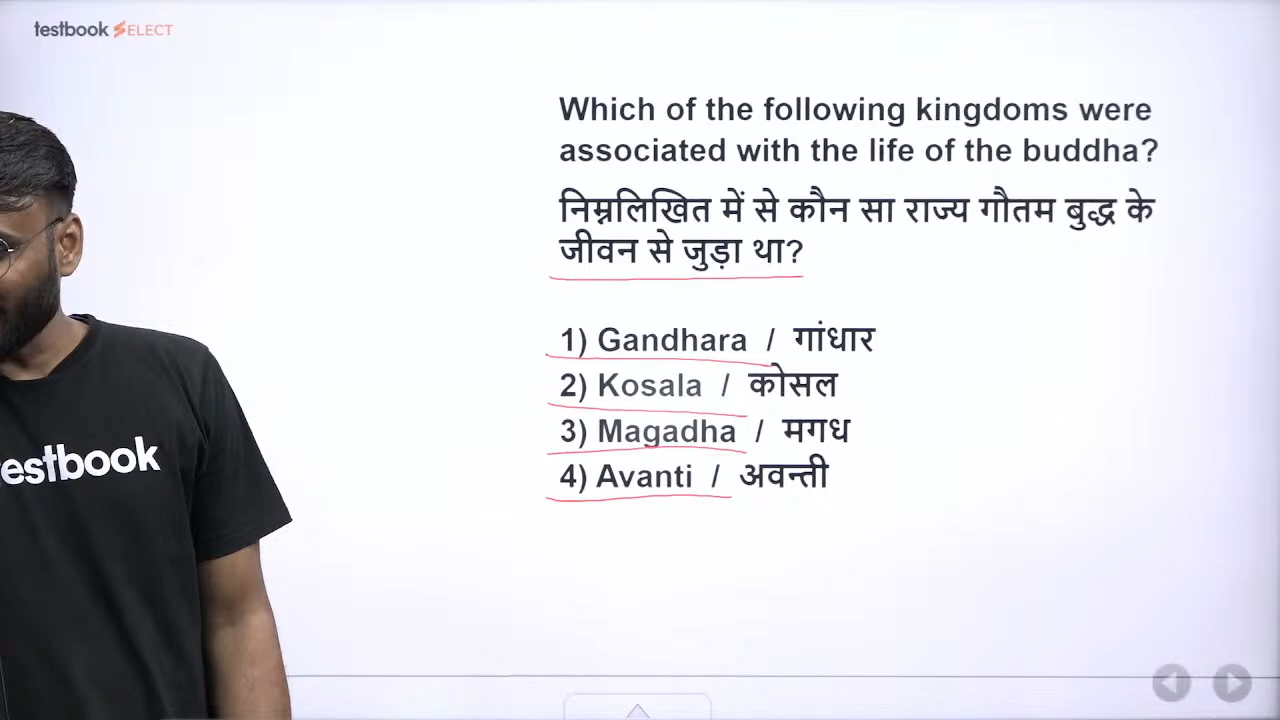 testbook SELECT
Which of the following kingdoms were
associated with the life of the buddha?
निम्नलिखित में से कौन सा राज्य गौतम बुद्ध के
जीवन से जुड़ा था?
1) Gandhara / गांधार
2) Kosala / कोसल
3) Magadha / मगध
4) Avanti / अवन्ती
testbook